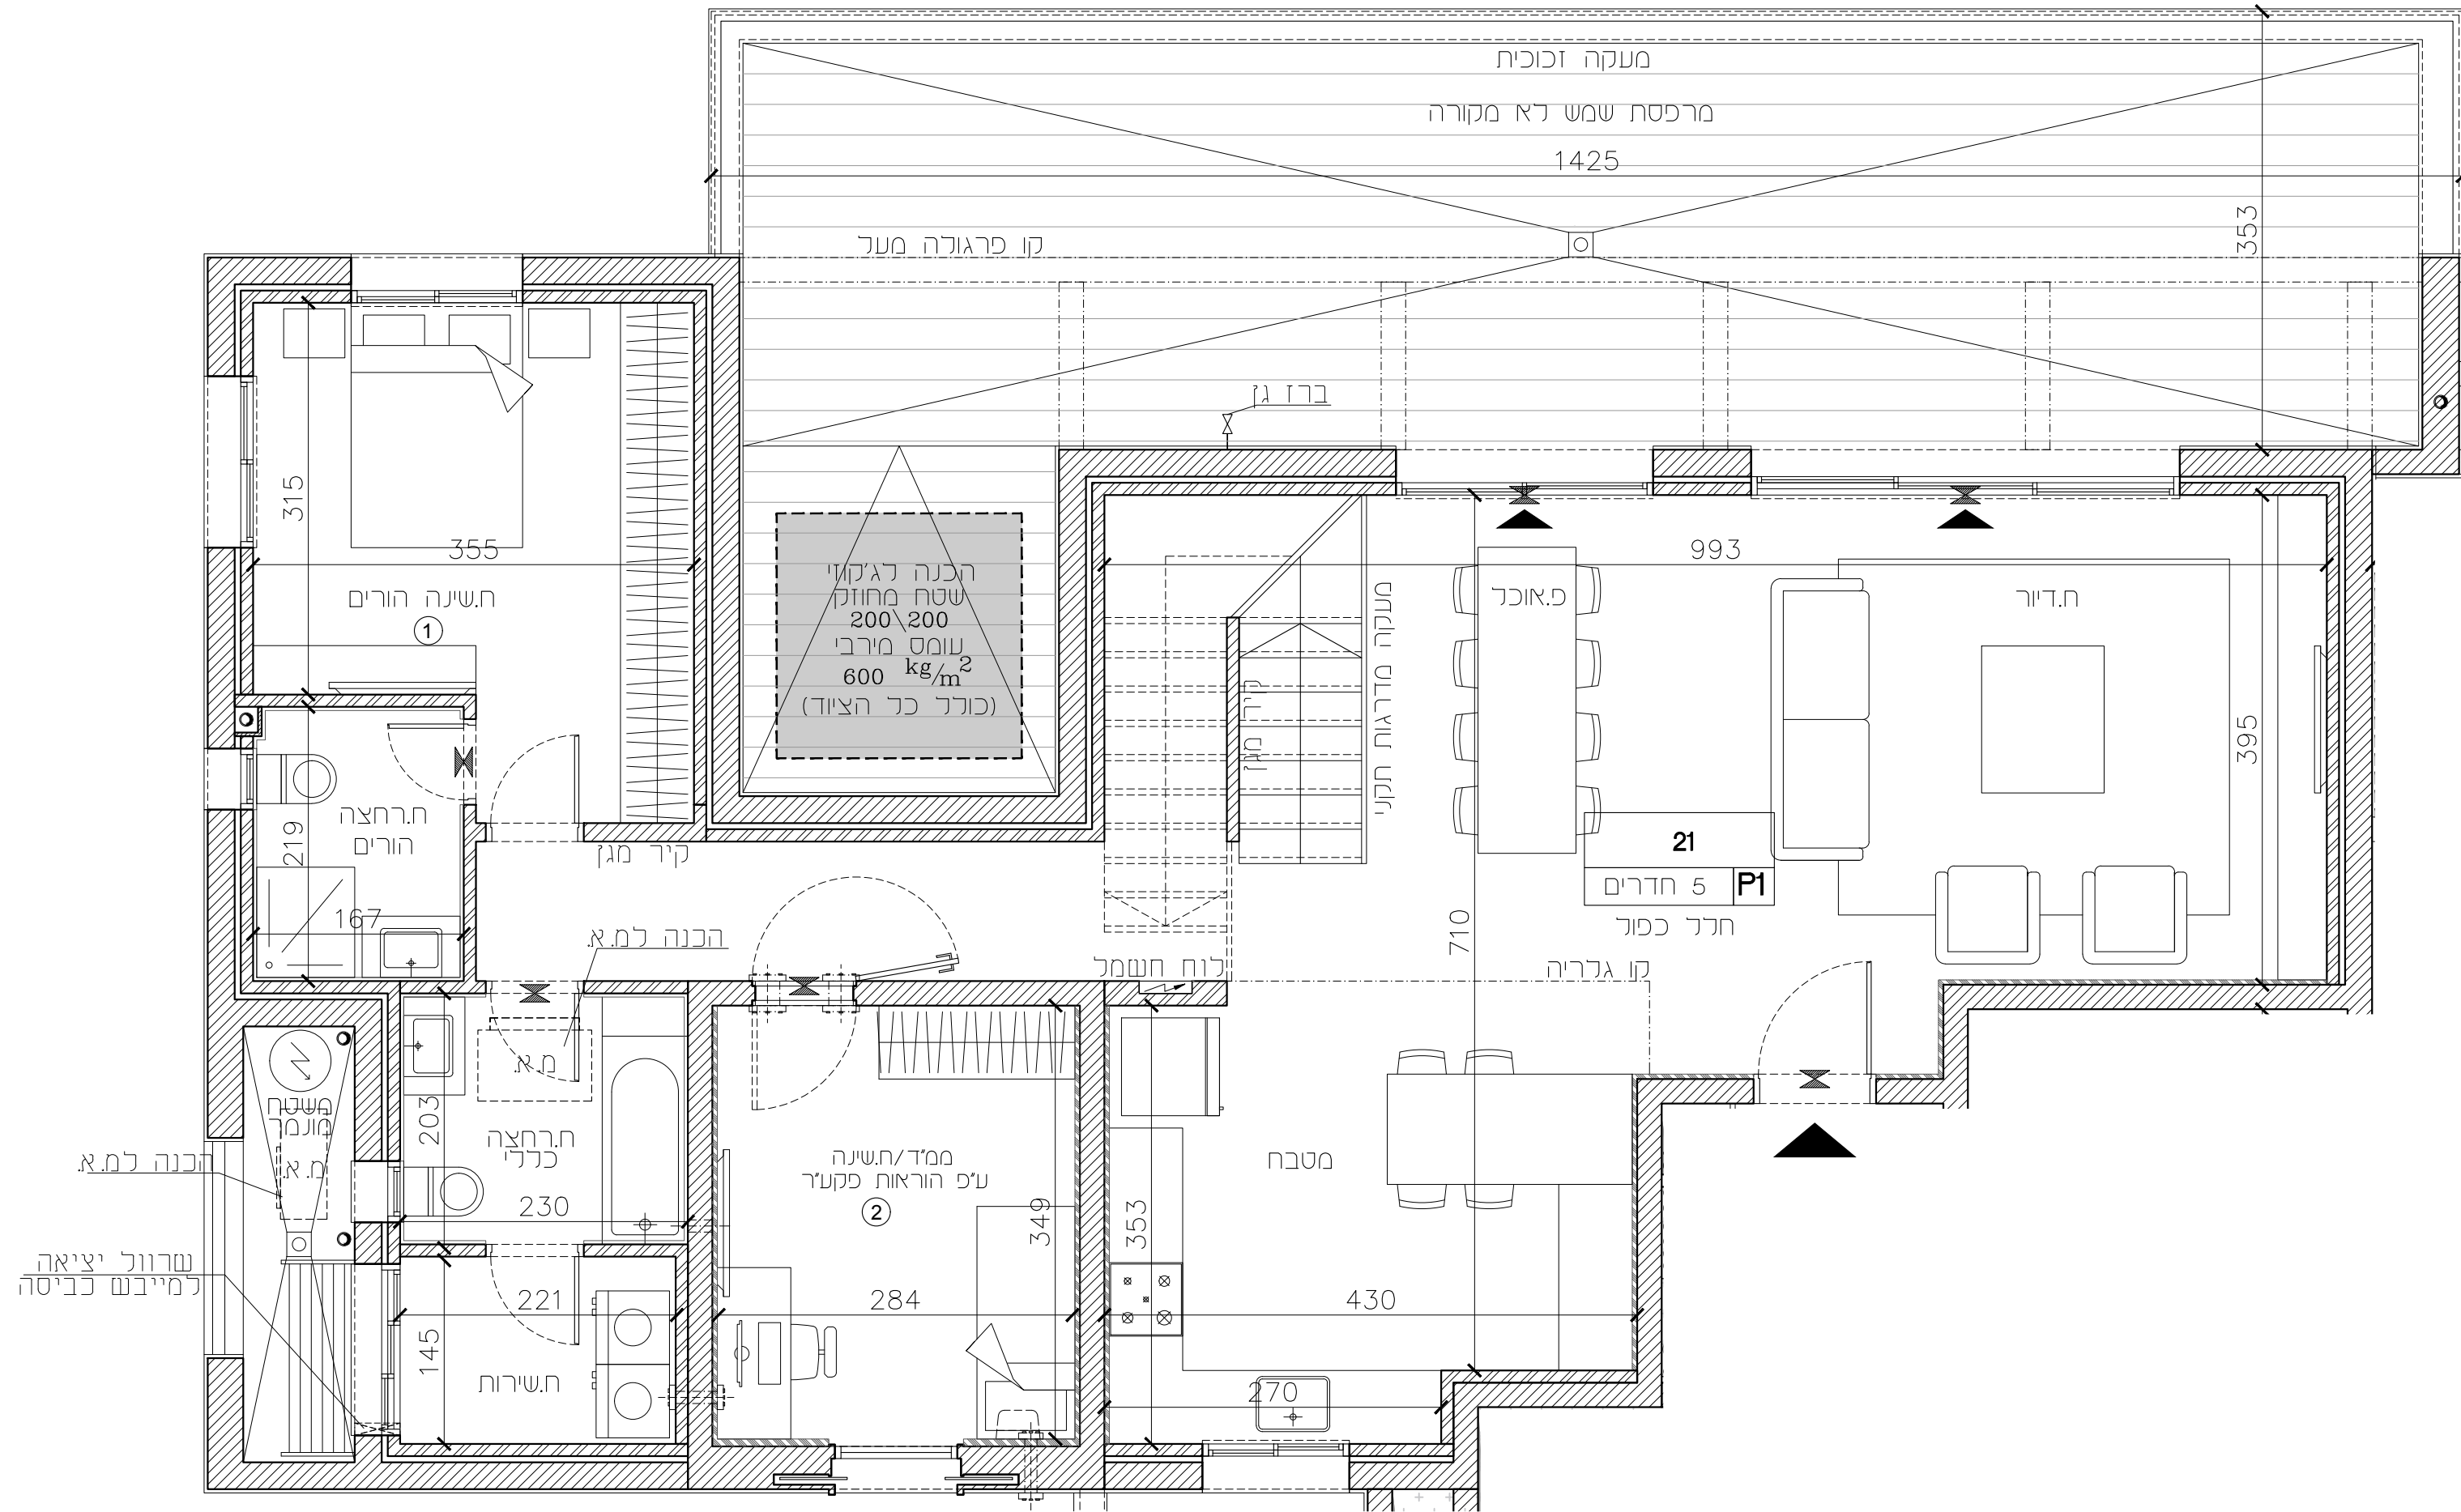 מעקה זכוכית
מרפסת שמש לא מקורה
1425
353
קו פרגולה מעל
ברז גן
315
355
ח.שינה הורים
1
הכנה לג'קוזי
שטח מחוזק
200\200
עומס מירבי
600 kg/m2
(כולל כל הציוד)
קיר מגן
מעקה מדרגות תקני
פ.אוכל
993
ח.דיור
395
21
5 חדרים P1
חלל כפול
710
קו גלריה
ח.רחצה
הורים
219
167
קיר מגן
הכנה למ.א.
לוח חשמל
מ.א.
משטח
מונמך
מ.א.
הכנה למ.א.
שרוול יציאה
למייבש כביסה
203
ח.רחצה
כללי
230
221
145
ח.שירות
ממ"ד/ח.שינה
ע"פ הוראות פקע"ר
2
349
284
353
מטבח
430
270